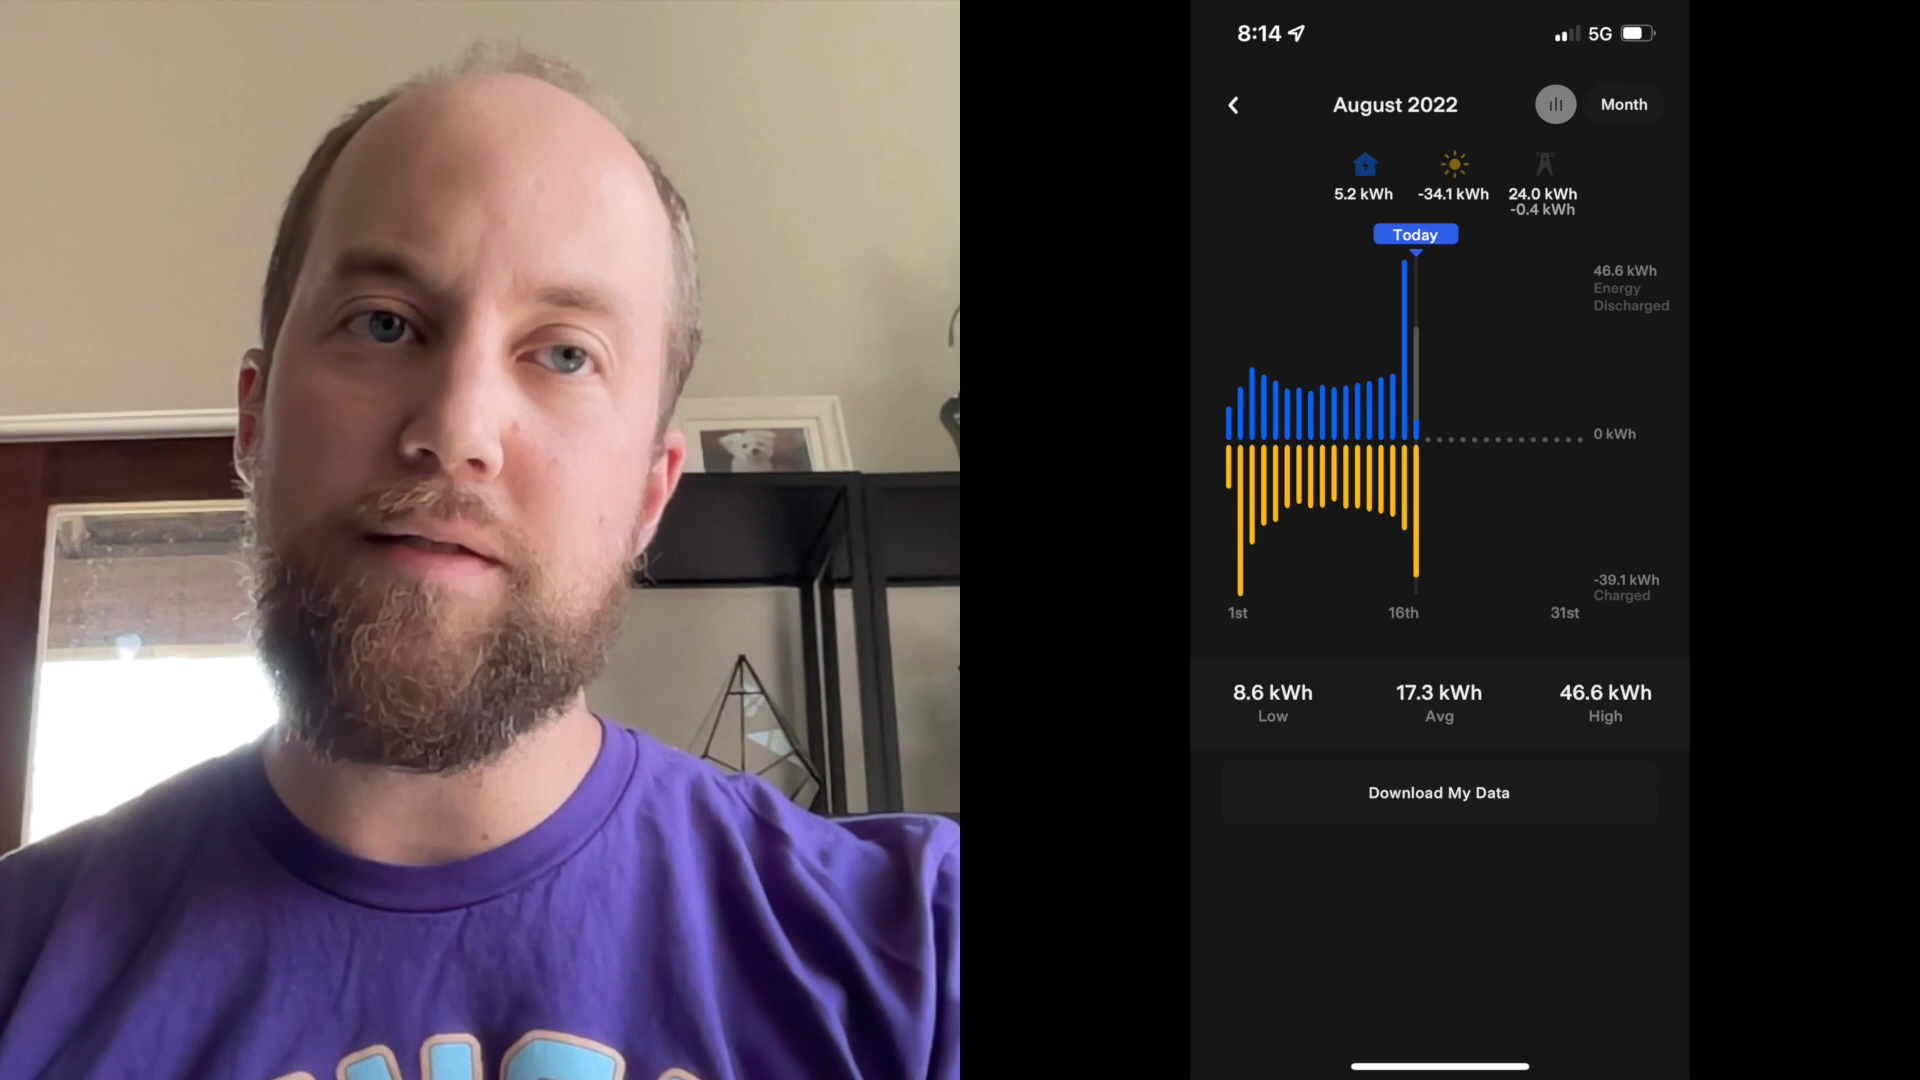 8:14
5G
August 2022
Month
5.2 kWh
-34.1 kWh
24.0 kWh
-0.4 kWh
Today
46.6 kWh
Energy
Discharged
0 kWh
-39.1 kWh
Charged
1st
16th
31st
8.6 kWh
17.3 kWh
46.6 kWh
Low
Avg
High
Download My Data